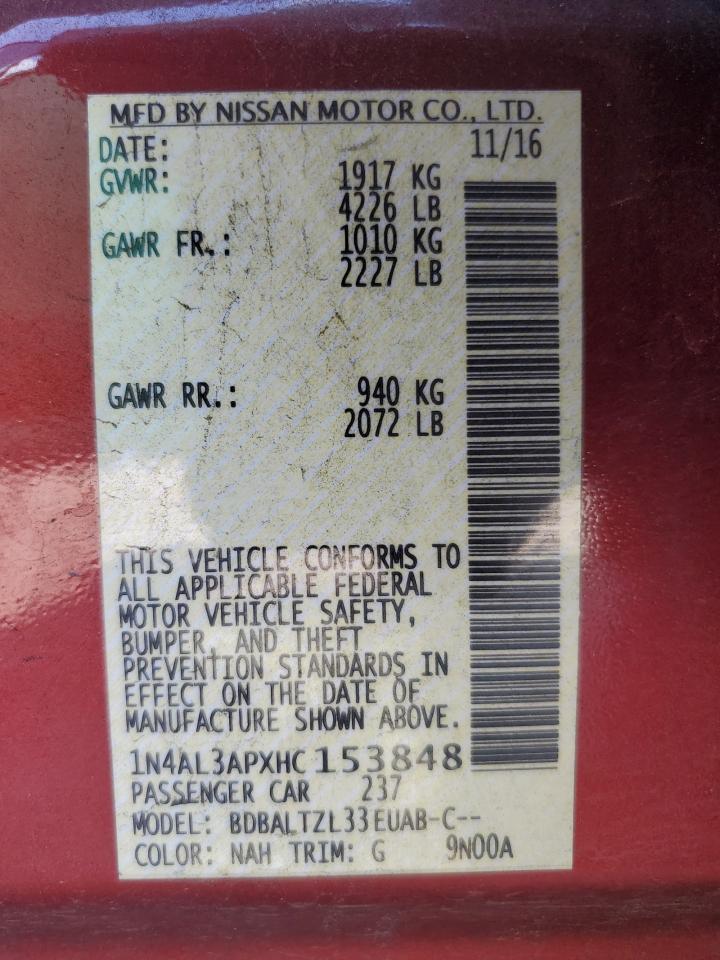 MFD BY NISSAN MOTOR CO., LTD.
DATE: 11/16
GVWR: 1917 KG
4226 LB
GAWR FR.: 1010 KG
2227 LB
GAWR RR.: 940 KG
2072 LB
THIS VEHICLE CONFORMS TO
ALL APPLICABLE FEDERAL
MOTOR VEHICLE SAFETY,
BUMPER, AND THEFT
PREVENTION STANDARDS IN
EFFECT ON THE DATE OF
MANUFACTURE SHOWN ABOVE.
1N4AL3APXHC153848
PASSENGER CAR 237
MODEL: BDBALTZL33EUAB-C--
COLOR: NAH TRIM: G 9N00A